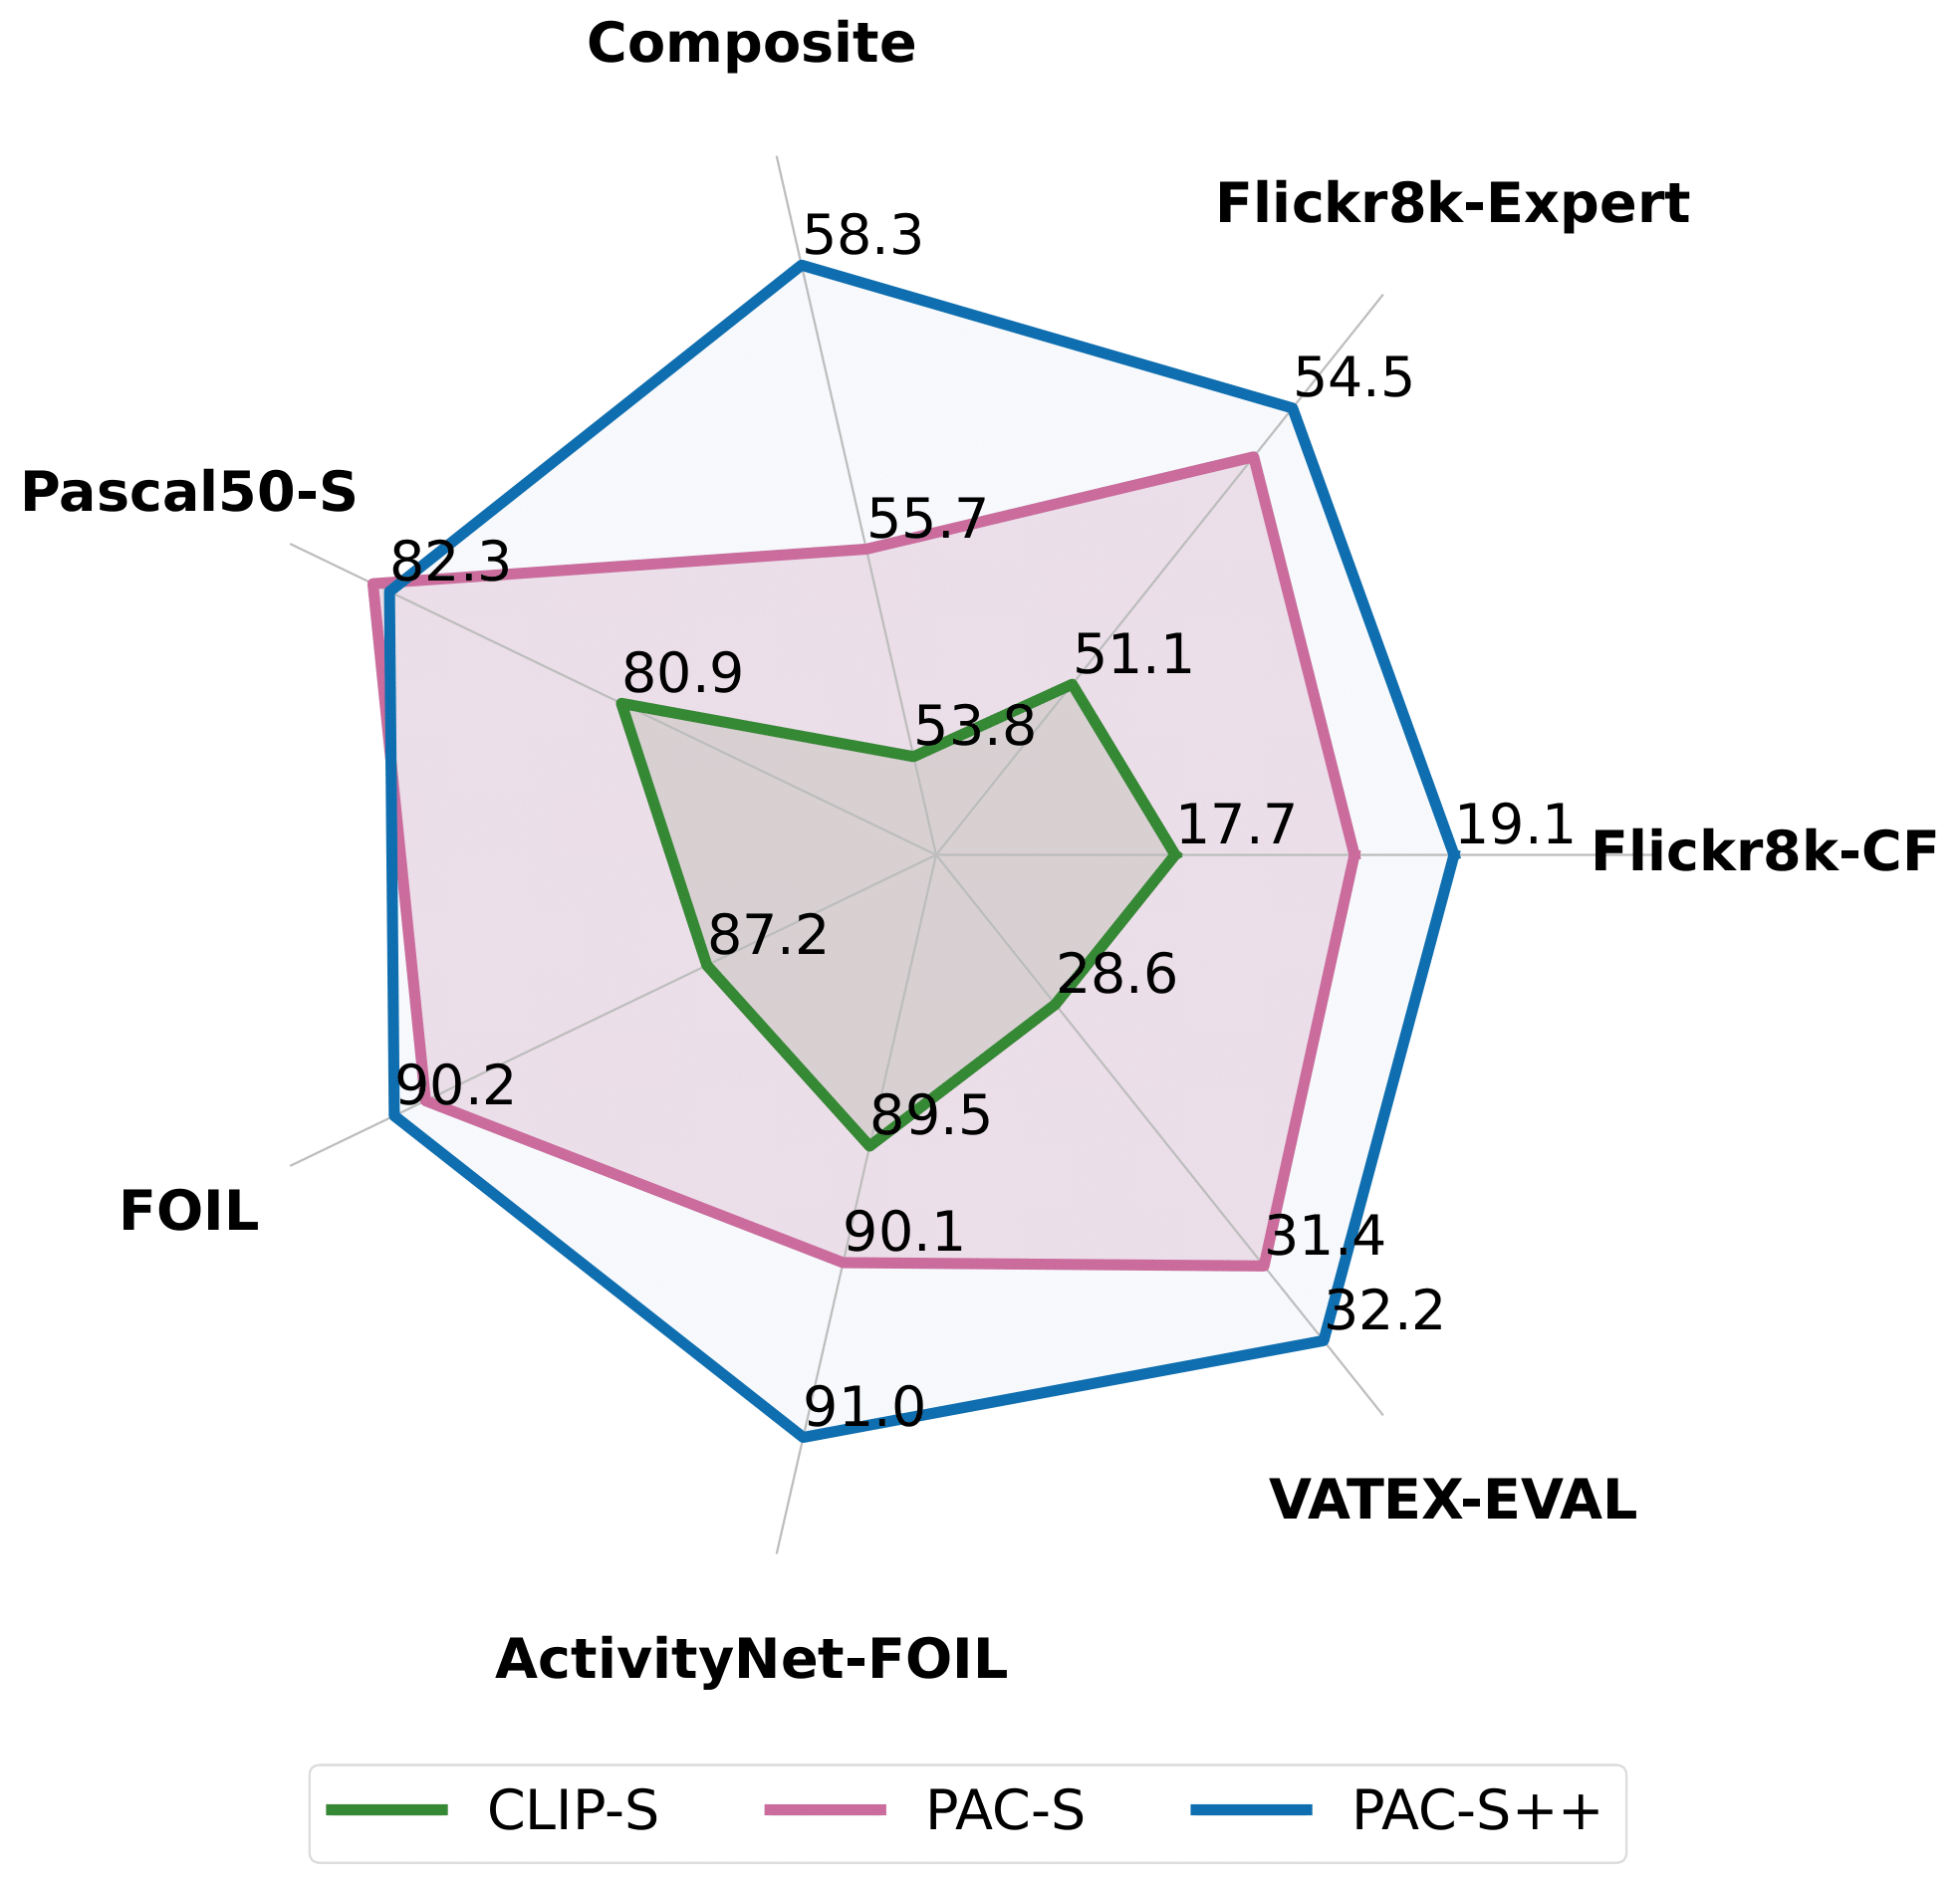 Composite
Flickr8k-Expert
58.3
54.5
Pascal50-S
55.7
82.3
51.1
80.9
53.8
17.7
19.1
Flickr8k-CF
87.2
28.6
90.2
89.5
FOIL
90.1
31.4
32.2
91.0
VATEX-EVAL
ActivityNet-FOIL
CLIP-S
PAC-S
PAC-S++